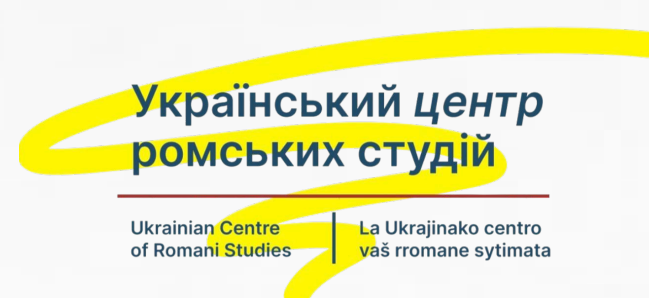 Український центр
ромських студій
Ukrainian Centre
of Romani Studies
La Ukrajinako centro
vaš rromane sytimata